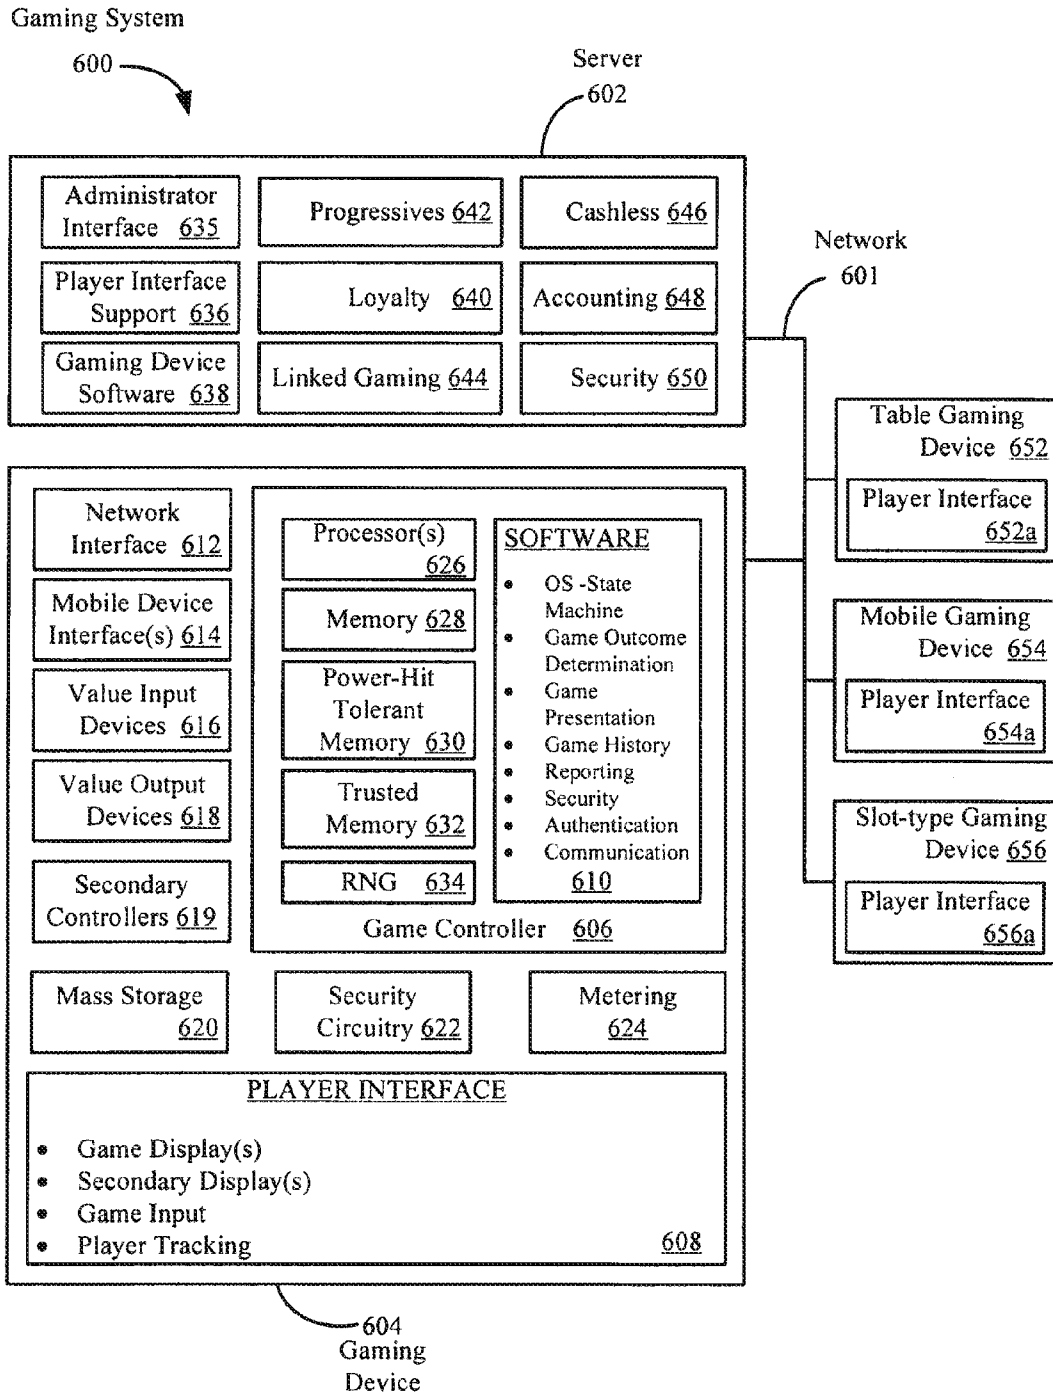 Gaming System
600
Server
602
Administrator
Interface 635
Progressives 642
Cashless 646
Player Interface
Support 636
Loyalty 640
Accounting 648
Gaming Device
Software 638
Linked Gaming 644
Security 650
Network
601
Table Gaming
Device 652
Player Interface
652a
Mobile Gaming
Device 654
Player Interface
654a
Slot-type Gaming
Device 656
Player Interface
656a
Network
Interface 612
Mobile Device
Interface(s) 614
Value Input
Devices 616
Value Output
Devices 618
Secondary
Controllers 619
Processor(s)
626
Memory 628
Power-Hit
Tolerant
Memory 630
Trusted
Memory 632
RNG 634
SOFTWARE
• OS -State
Machine
• Game Outcome
Determination
• Game
Presentation
• Game History
• Reporting
• Security
• Authentication
• Communication
610
Game Controller 606
Mass Storage
620
Security
Circuitry 622
Metering
624
PLAYER INTERFACE
• Game Display(s)
• Secondary Display(s)
• Game Input
• Player Tracking
608
604
Gaming
Device